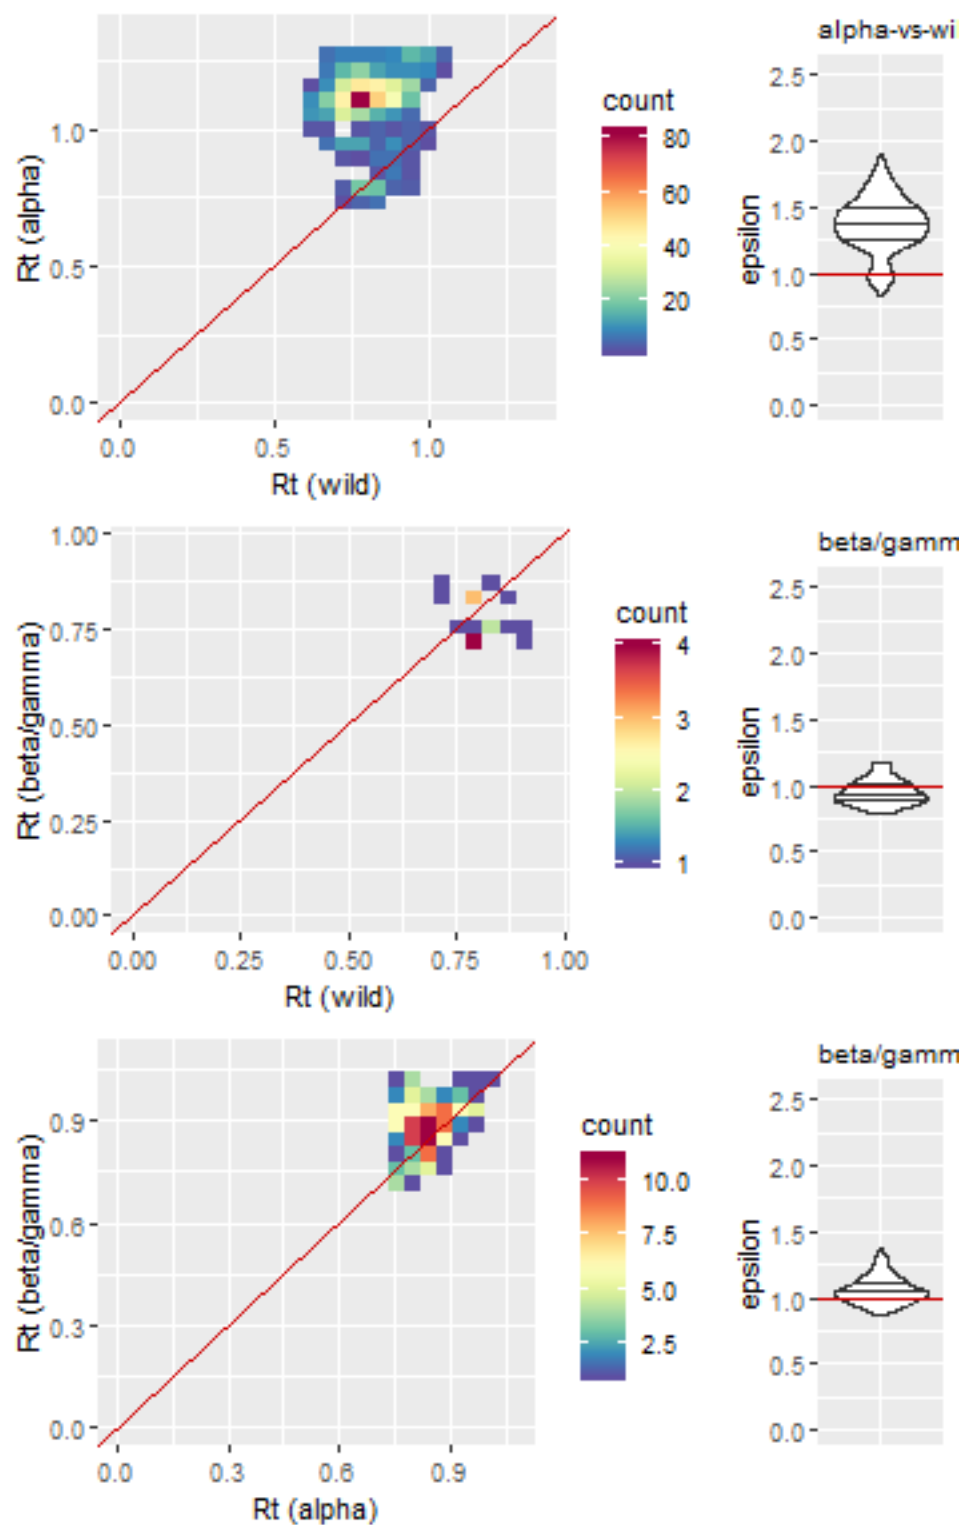 alpha-vs-wi
Rt (alpha)
1.0
0.5
0.0
0.0 0.5 1.0
Rt (wild)
count
80
60
40
20
epsilon
2.5
2.0
1.5
1.0
0.5
0.0
beta/gamm
Rt (beta/gamma)
1.00
0.75
0.50
0.25
0.00
0.00 0.25 0.50 0.75 1.00
Rt (wild)
count
4
3
2
1
epsilon
2.5
2.0
1.5
1.0
0.5
0.0
beta/gamm
Rt (beta/gamma)
0.9
0.6
0.3
0.0
0.0 0.3 0.6 0.9
Rt (alpha)
count
10.0
7.5
5.0
2.5
epsilon
2.5
2.0
1.5
1.0
0.5
0.0